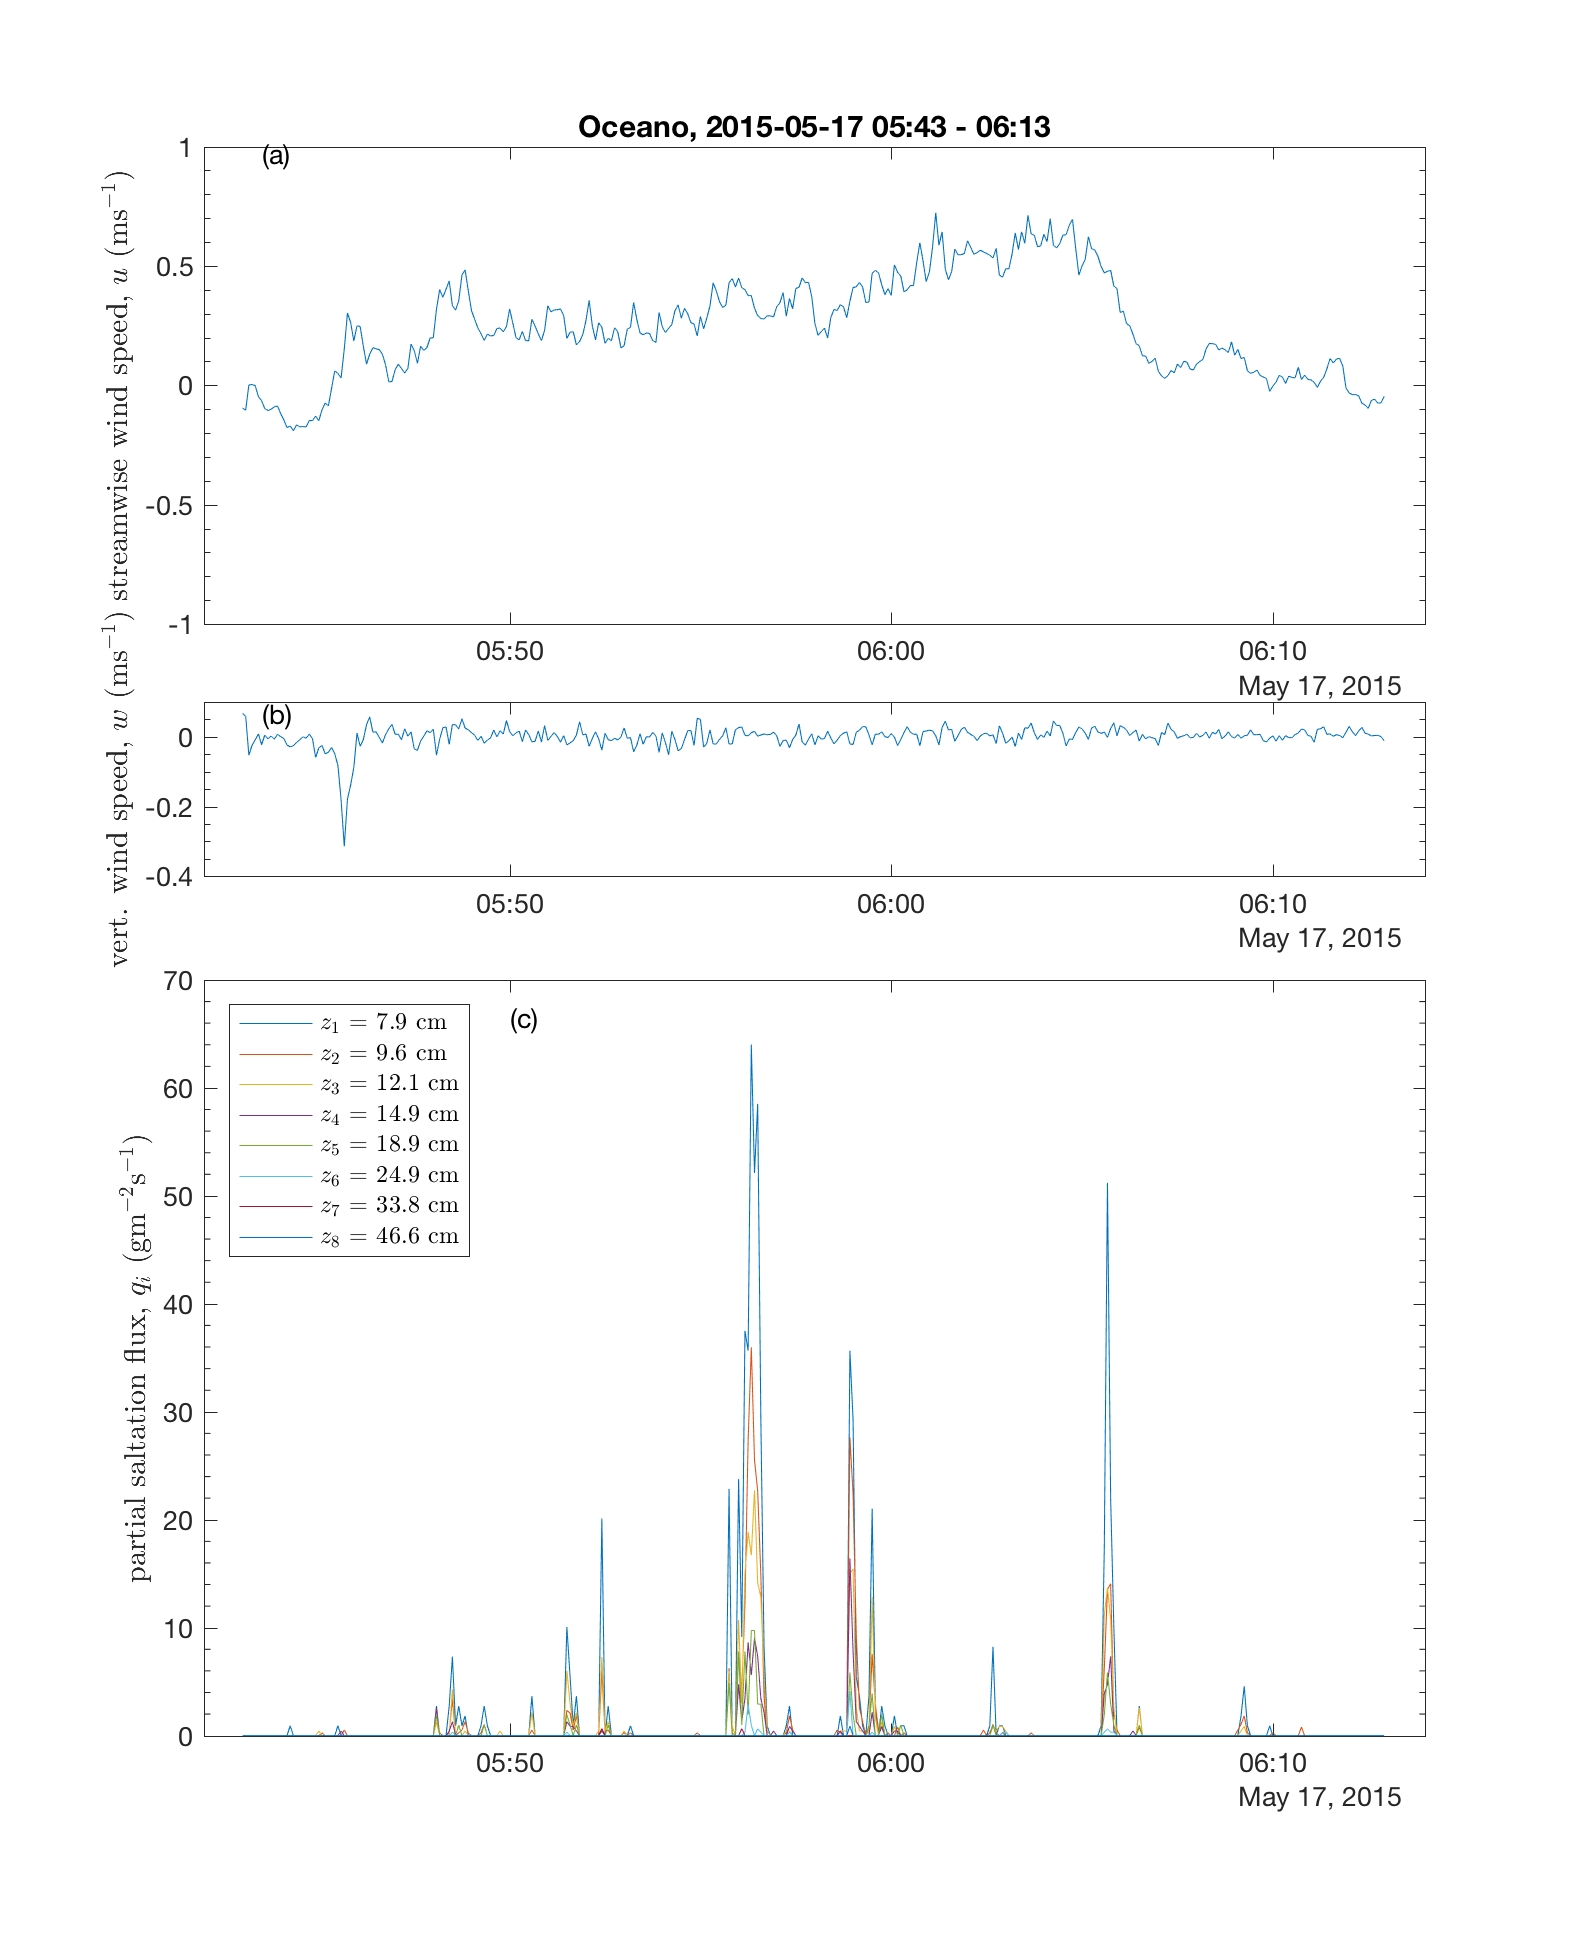 Oceano, 2015-05-17 05:43 - 06:13
(a)
streamwise wind speed, u (ms⁻¹)
1
0.5
0
-0.5
-1
05:50 06:00 06:10
May 17, 2015
(b)
vert. wind speed, w (ms⁻¹)
0
-0.2
-0.4
05:50 06:00 06:10
May 17, 2015
(c)
partial saltation flux, qᵢ (gm⁻²s⁻¹)
70
60
50
40
30
20
10
0
z₁ = 7.9 cm
z₂ = 9.6 cm
z₃ = 12.1 cm
z₄ = 14.9 cm
z₅ = 18.9 cm
z₆ = 24.9 cm
z₇ = 33.8 cm
z₈ = 46.6 cm
05:50 06:00 06:10
May 17, 2015